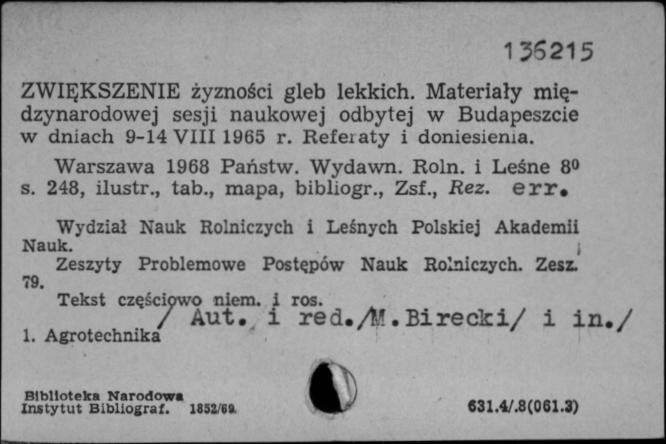 136215
ZWIĘKSZENIE żyzności gleb lekkich. Materiały mię-
dzynarodowej sesji naukowej odbytej w Budapeszcie
w dniach 9-14 VIII 1965 r. Referaty i doniesienia.
Warszawa 1968 Państw. Wydawn. Roln. i Leśne 8⁰
s. 248, ilustr., tab., mapa, bibliogr., Zsf., Rez. err.
Wydział Nauk Rolniczych i Leśnych Polskiej Akademii
Nauk.
Zeszyty Problemowe Postępów Nauk Rolniczych. Zesz.
79.
Tekst częściowo niem. i ros.
/ Aut. i red./M.Birecki/ i in./
1. Agrotechnika
Biblioteka Narodowa
Instytut Bibliograf. 1852/69. 631.4/.8(061.3)